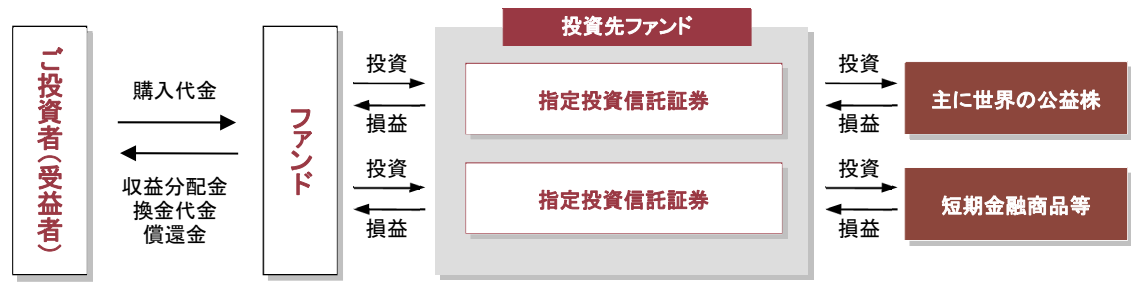 ご投資者(受益者)
購入代金
収益分配金
換金代金
償還金
ファンド
投資
損益
投資
損益
投資先ファンド
指定投資信託証券
指定投資信託証券
投資
損益
投資
損益
主に世界の公益株
短期金融商品等